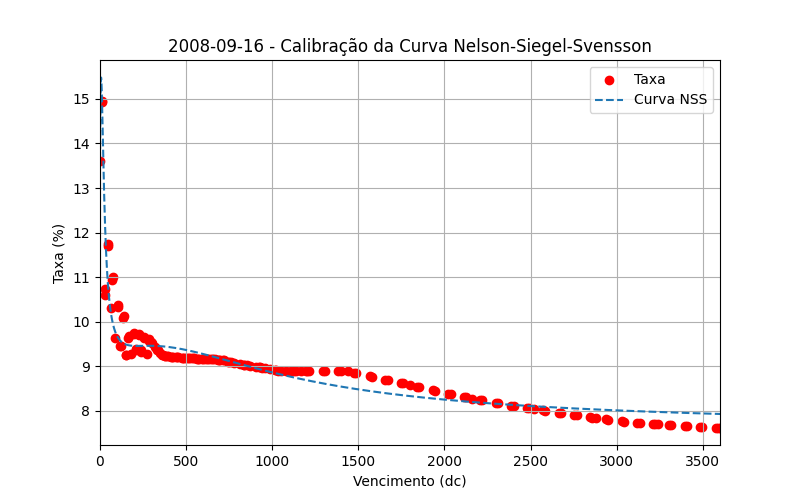 2008-09-16 - Calibração da Curva Nelson-Siegel-Svensson
Taxa
Curva NSS
Taxa (%)
15
14
13
12
11
10
9
8
0 500 1000 1500 2000 2500 3000 3500
Vencimento (dc)